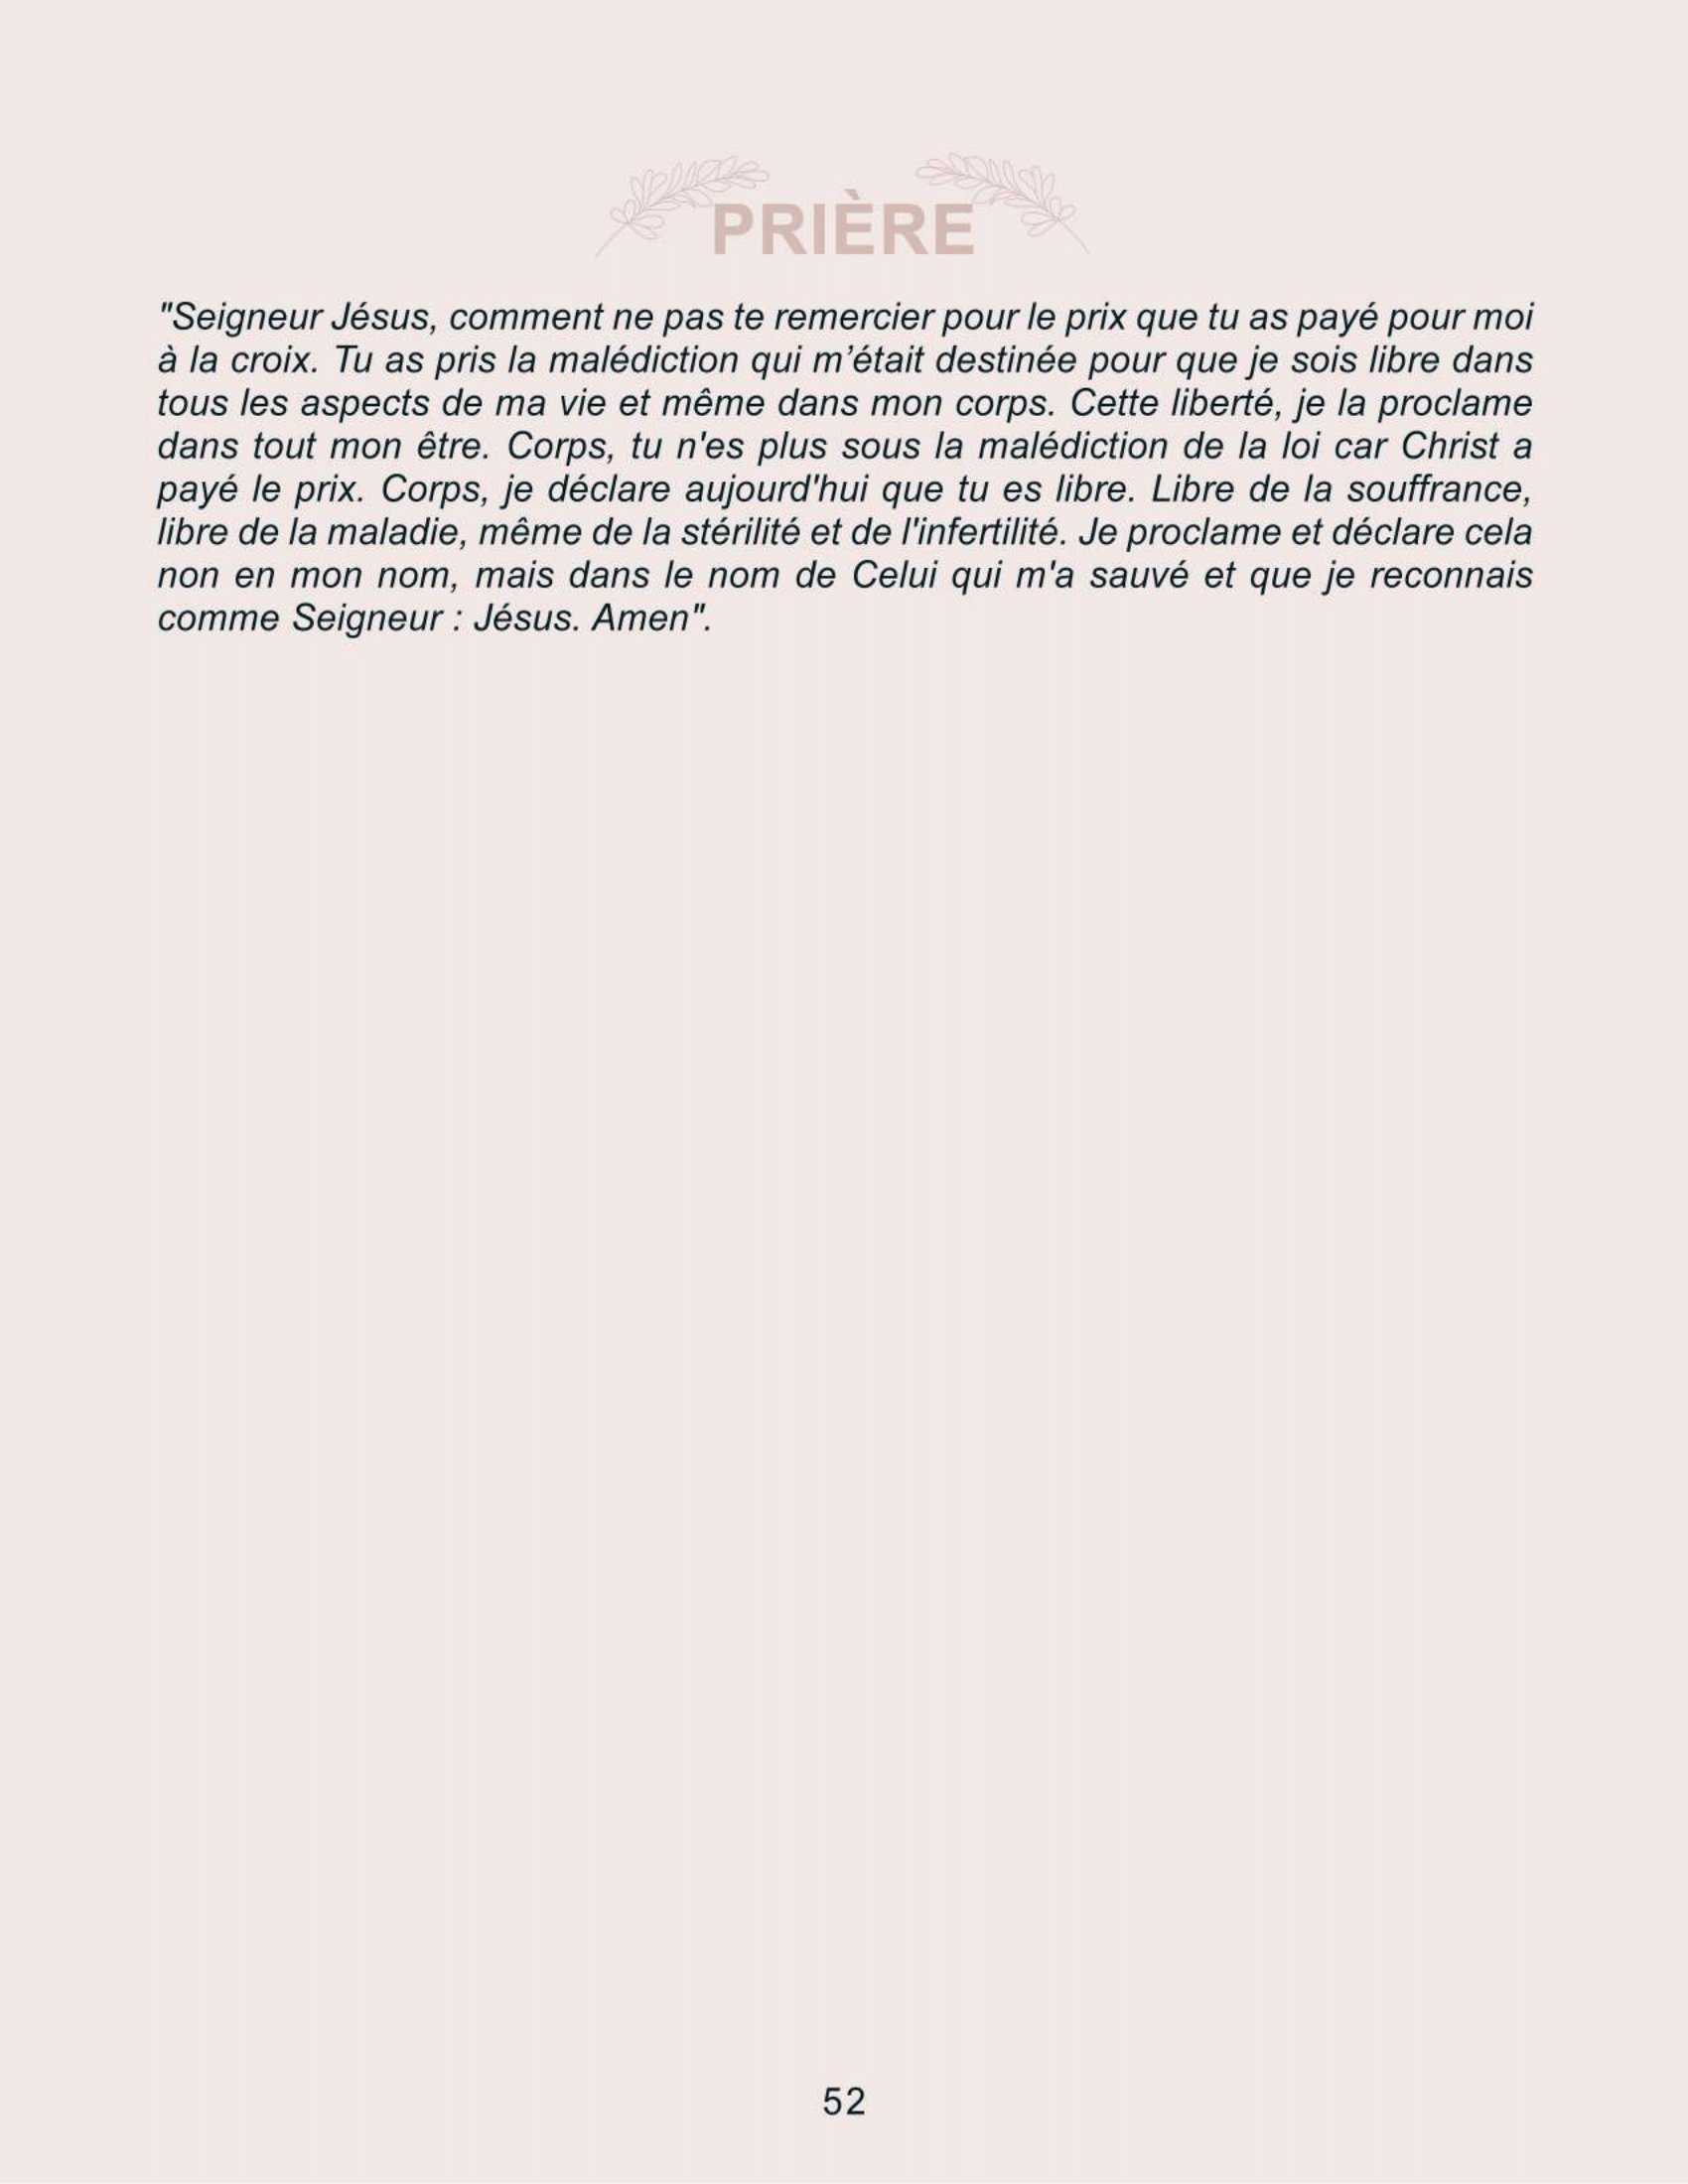 PRIÈRE
"Seigneur Jésus, comment ne pas te remercier pour le prix que tu as payé pour moi
à la croix. Tu as pris la malédiction qui m’était destinée pour que je sois libre dans
tous les aspects de ma vie et même dans mon corps. Cette liberté, je la proclame
dans tout mon être. Corps, tu n'es plus sous la malédiction de la loi car Christ a
payé le prix. Corps, je déclare aujourd'hui que tu es libre. Libre de la souffrance,
libre de la maladie, même de la stérilité et de l'infertilité. Je proclame et déclare cela
non en mon nom, mais dans le nom de Celui qui m'a sauvé et que je reconnais
comme Seigneur : Jésus. Amen".
52